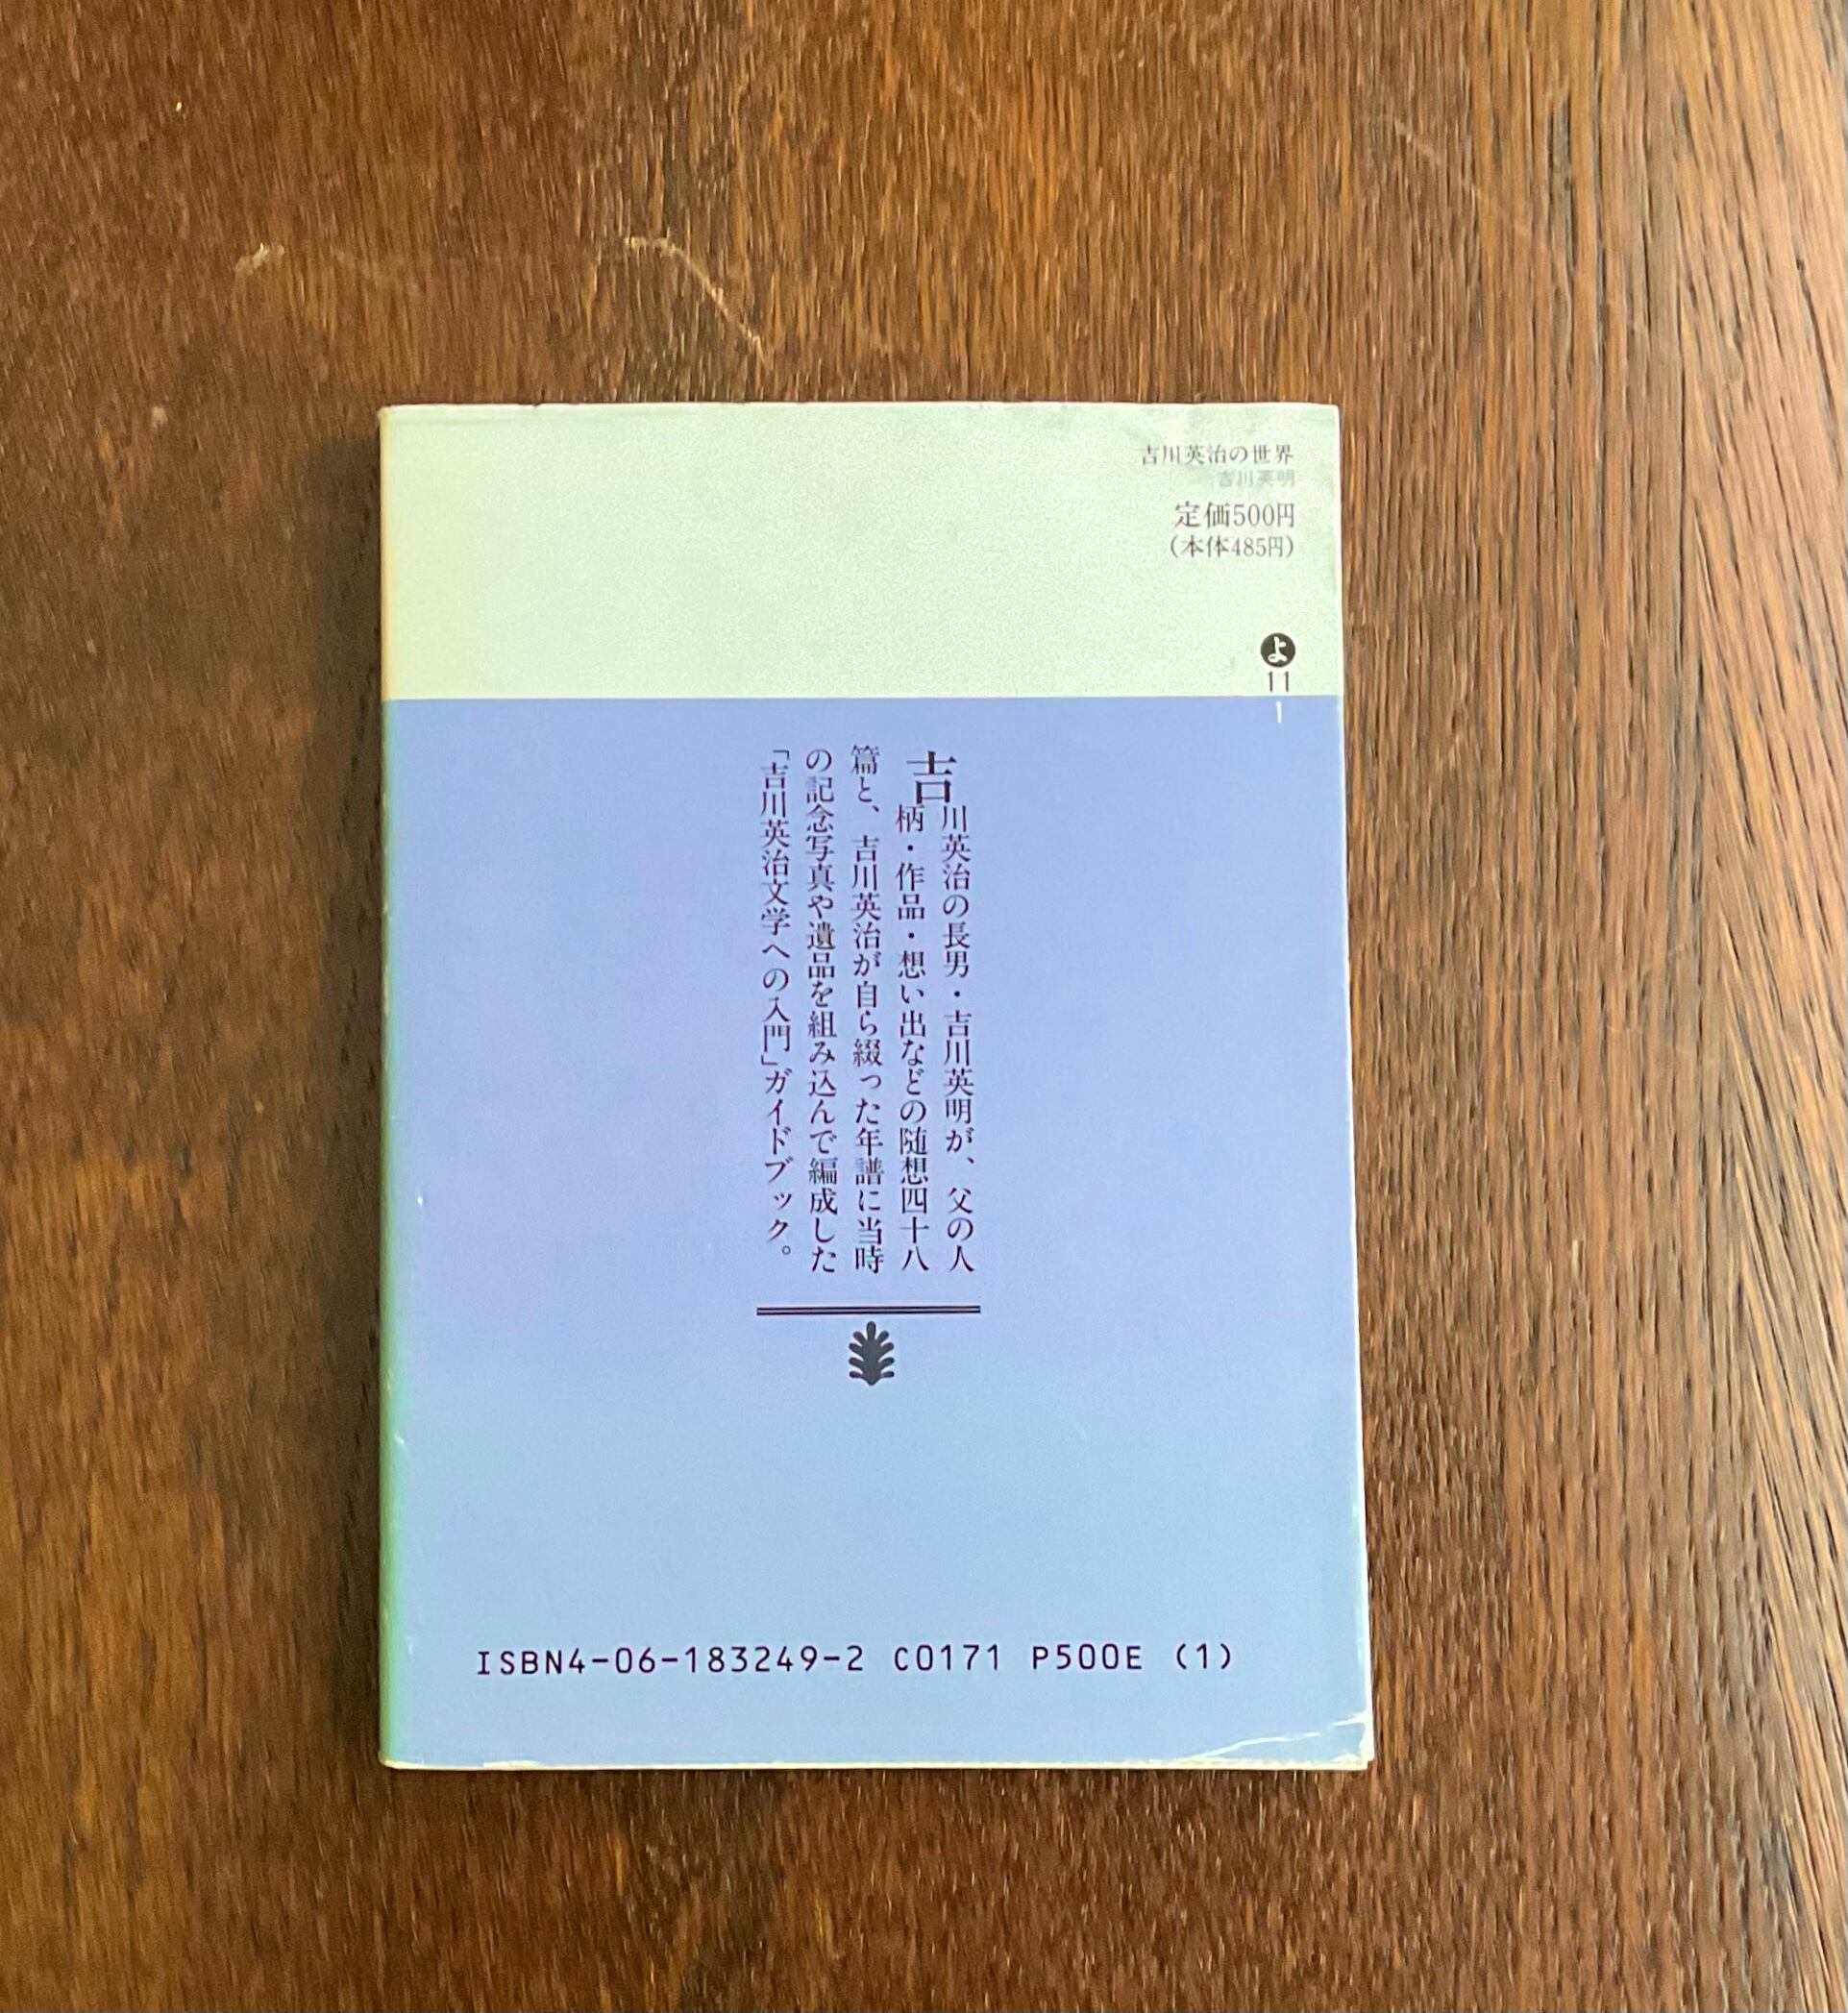 吉川英治の世界
吉川英明
定価500円
(本体485円)
よ
11
1
吉川英治の長男・吉川英明が、父の人
柄・作品・想い出などの随想四十八
篇と、吉川英治が自ら綴った年譜に当時
の記念写真や遺品を組み込んで編成した
「吉川英治文学への入門」ガイドブック。
ISBN4-06-183249-2 C0171 P500E (1)